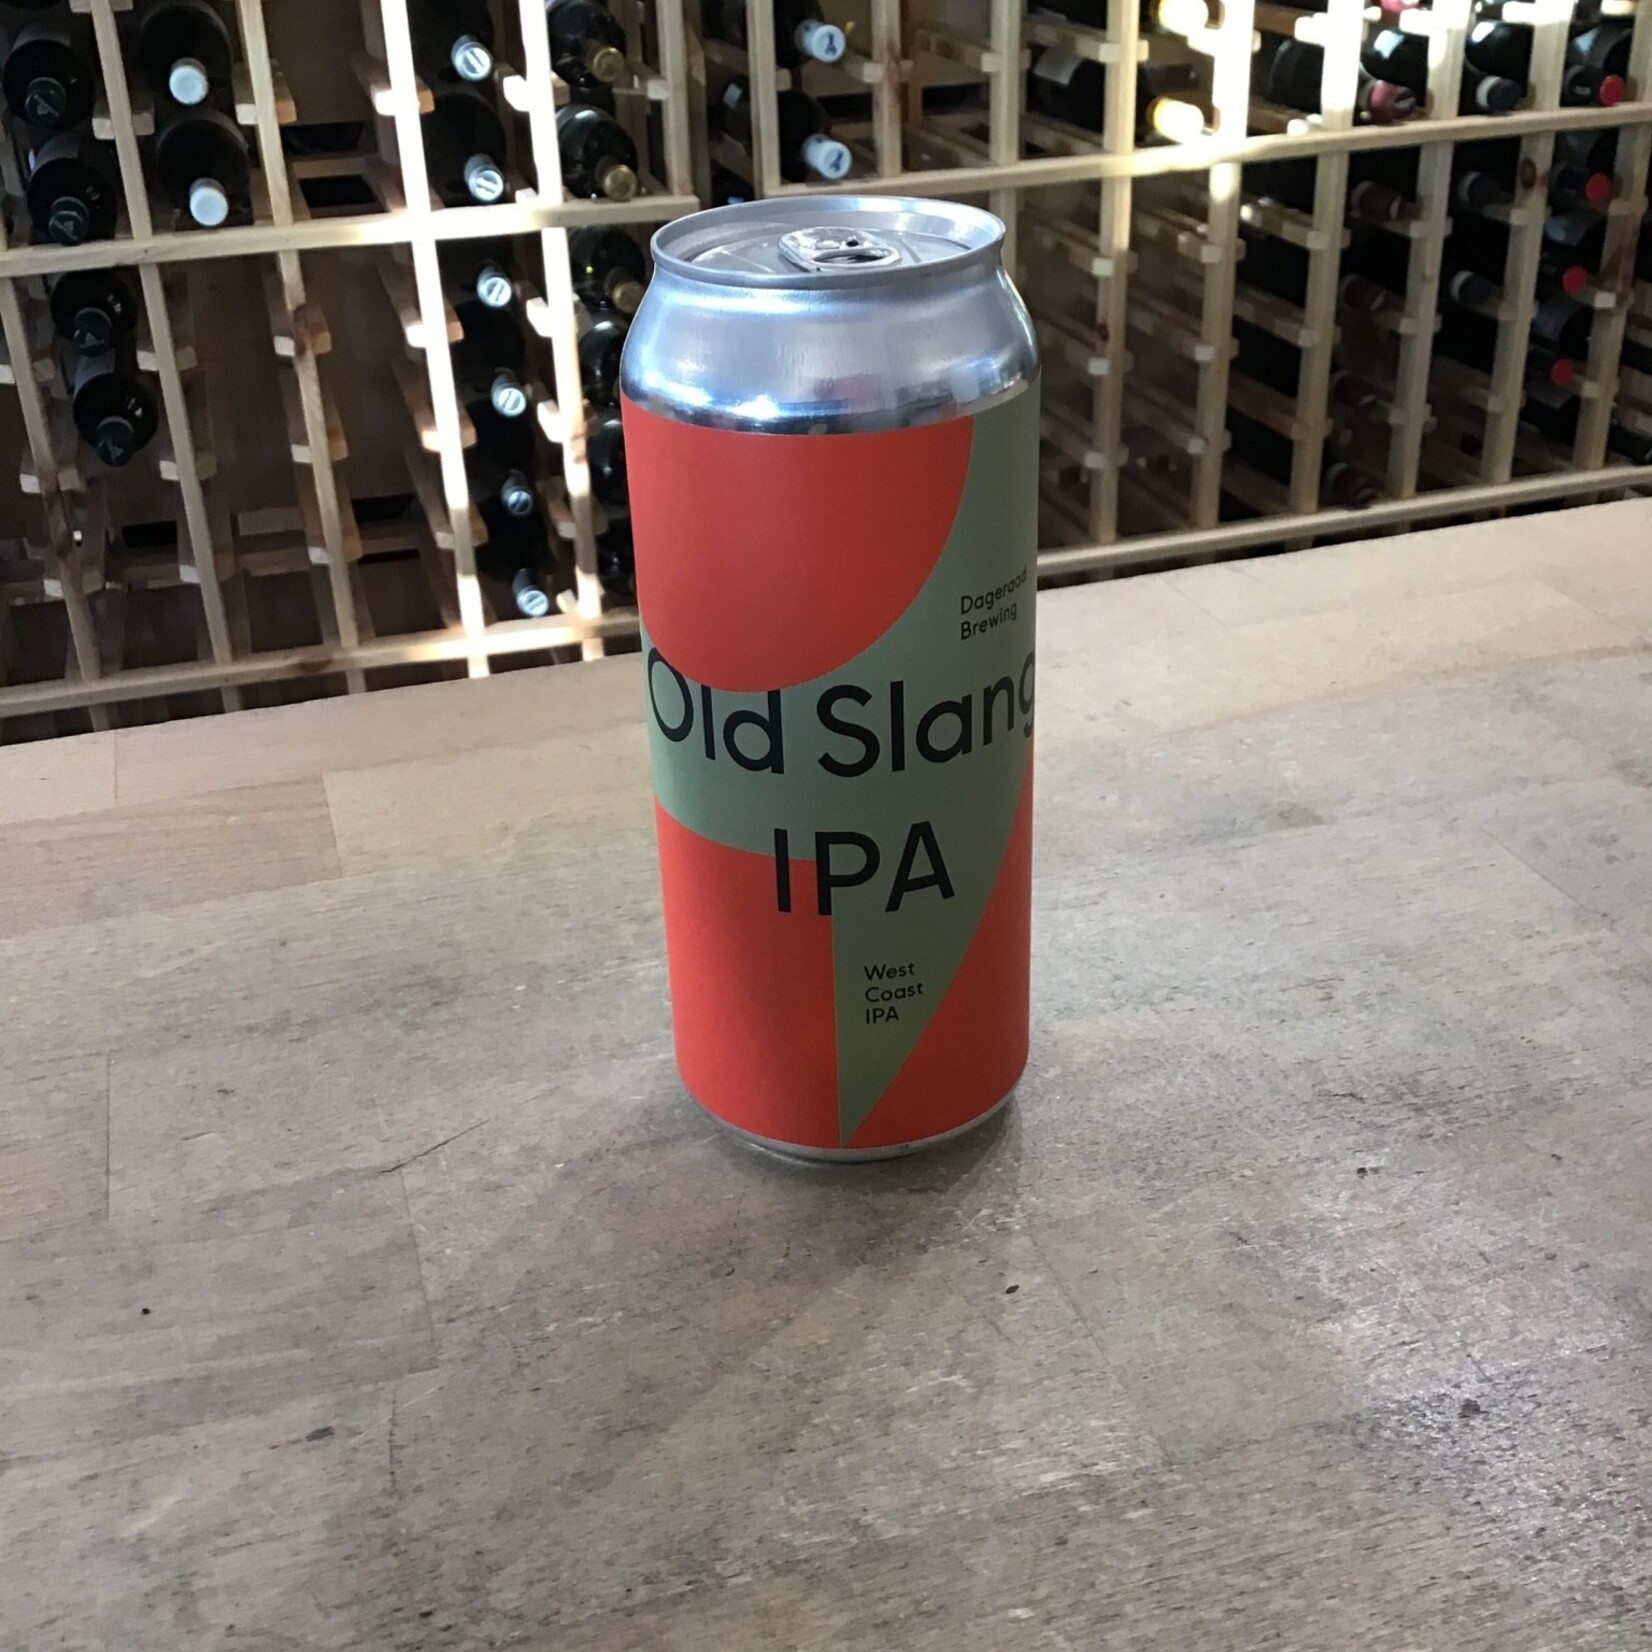 Dageraad
Brewing
Old Slang
IPA
West
Coast
IPA